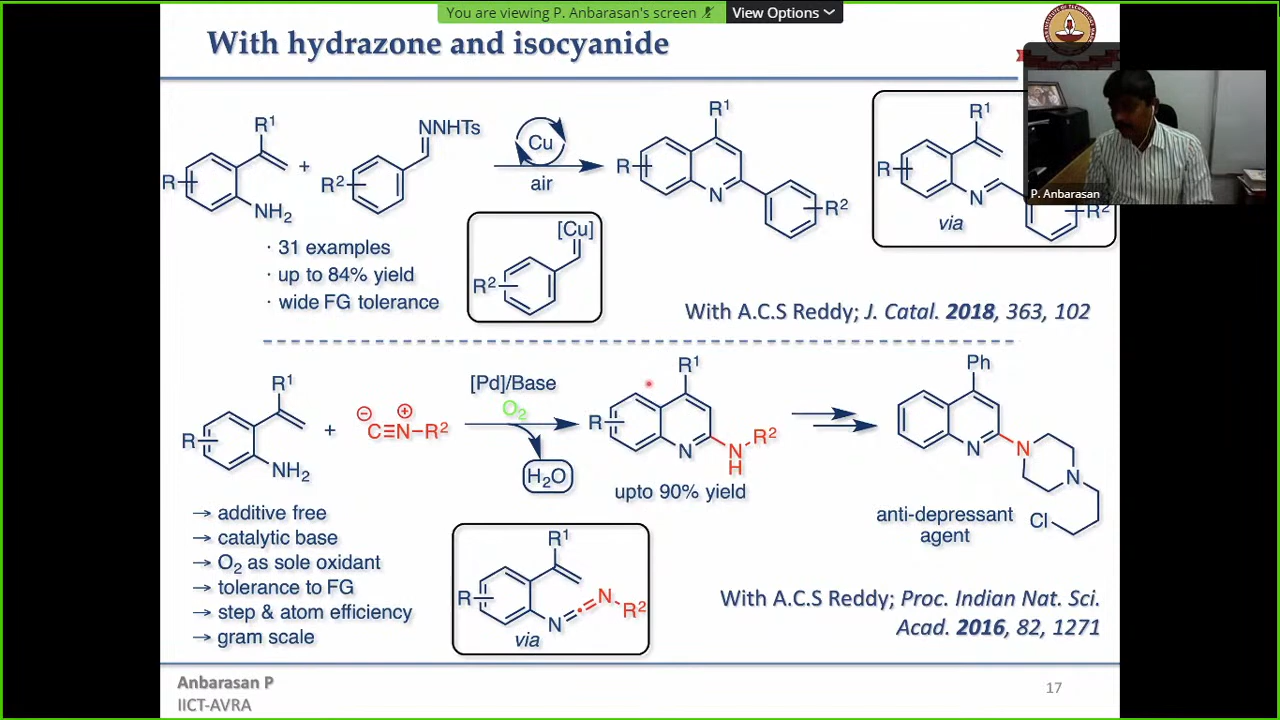 You are viewing P. Anbarasan's screen
View Options
With hydrazone and isocyanide
R
R¹
NH₂
+
R²
NNHTs
Cu
air
R
R¹
N
R²
R
R¹
N
via
R²
P. Anbarasan
· 31 examples
· up to 84% yield
· wide FG tolerance
[Cu]
R²
With A.C.S Reddy; J. Catal. 2018, 363, 102
R
R¹
NH₂
+
⊖ ⊕
C≡N-R²
[Pd]/Base
O₂
H₂O
R
R¹
N
N
H
R²
upto 90% yield
Ph
N
N
N
Cl
anti-depressant
agent
→ additive free
→ catalytic base
→ O₂ as sole oxidant
→ tolerance to FG
→ step & atom efficiency
→ gram scale
R
R¹
N
N
R²
via
With A.C.S Reddy; Proc. Indian Nat. Sci.
Acad. 2016, 82, 1271
Anbarasan P
IICT-AVRA
17